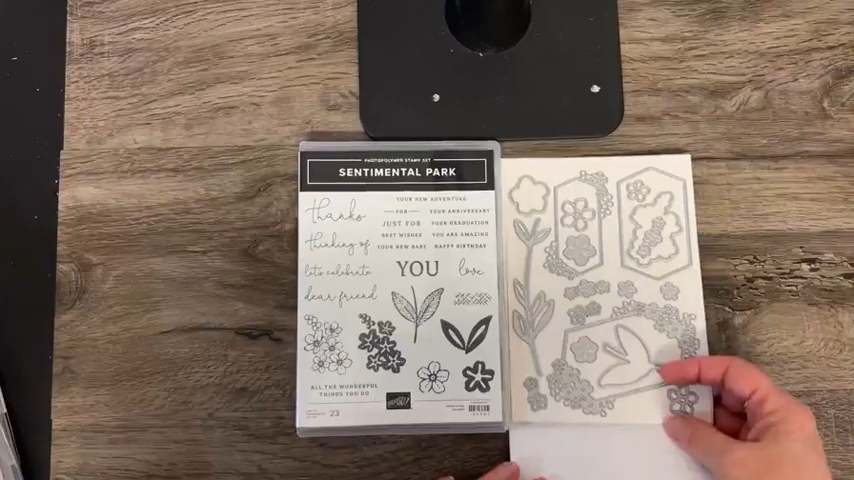 PHOTOPOLYMER STAMP SET
SENTIMENTAL PARK
YOUR NEW ADVENTURE
thanks
FOR
YOUR ANNIVERSARY
JUST FOR
YOUR GRADUATION
BEST WISHES
YOU ARE AMAZING
thinking of
YOUR NEW BABY
HAPPY BIRTHDAY
let's celebrate
YOU
love
dear friend
ALL THE WONDERFUL
THINGS YOU DO
23